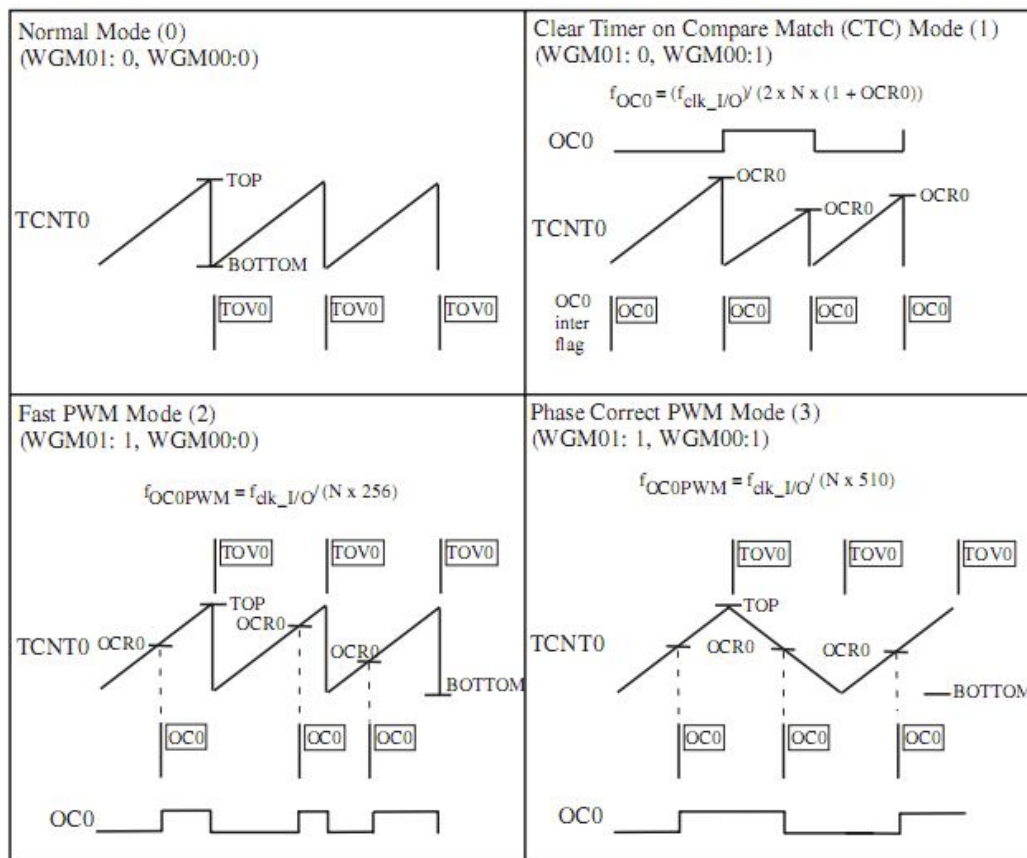 Normal Mode (0)
(WGM01: 0, WGM00:0)
TCNT0
TOP
BOTTOM
TOV0
TOV0
TOV0
Clear Timer on Compare Match (CTC) Mode (1)
(WGM01: 0, WGM00:1)
fOC0 = (fclk_I/O)/ (2 x N x (1 + OCR0))
OC0
TCNT0
OCR0
OCR0
OCR0
OC0
inter
flag
OC0
OC0
OC0
OC0
Fast PWM Mode (2)
(WGM01: 1, WGM00:0)
fOC0PWM = fclk_I/O/ (N x 256)
TOV0
TOV0
TOV0
TCNT0
OCR0
TOP
OCR0
OCR0
BOTTOM
OC0
OC0
OC0
OC0
Phase Correct PWM Mode (3)
(WGM01: 1, WGM00:1)
fOC0PWM = fclk_I/O/ (N x 510)
TOV0
TOV0
TOV0
TCNT0
TOP
OCR0
OCR0
OCR0
BOTTOM
OC0
OC0
OC0
OC0